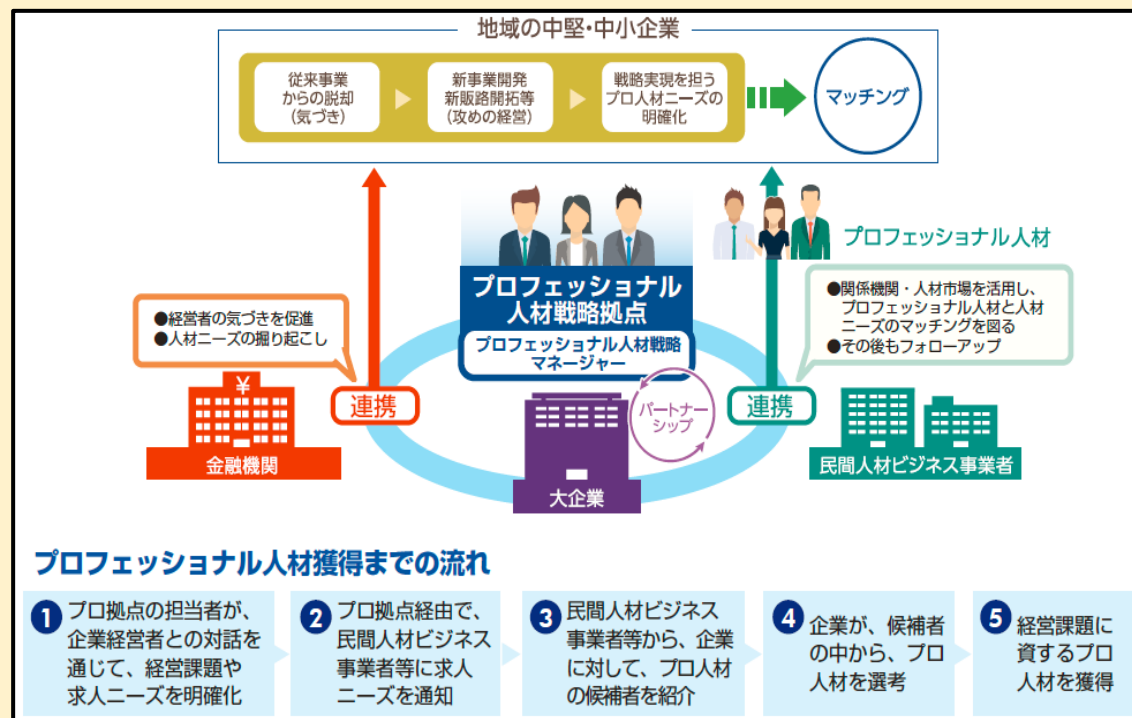 地域の中堅・中小企業
従来事業
からの脱却
(気づき)
新事業開発
新販路開拓等
(攻めの経営)
戦略実現を担う
プロ人材ニーズの
明確化
マッチング
プロフェッショナル人材
プロフェッショナル
人材戦略拠点
プロフェッショナル人材戦略
マネージャー
●経営者の気づきを促進
●人材ニーズの掘り起こし
●関係機関・人材市場を活用し、
プロフェッショナル人材と人材
ニーズのマッチングを図る
●その後もフォローアップ
連携
パートナー
シップ
連携
¥
金融機関
大企業
民間人材ビジネス事業者
プロフェッショナル人材獲得までの流れ
1 プロ拠点の担当者が、
企業経営者との対話を
通じて、経営課題や
求人ニーズを明確化
2 プロ拠点経由で、
民間人材ビジネス
事業者等に求人
ニーズを通知
3 民間人材ビジネス
事業者等から、企業
に対して、プロ人材
の候補者を紹介
4 企業が、候補者
の中から、プロ
人材を選考
5 経営課題に
資するプロ
人材を獲得